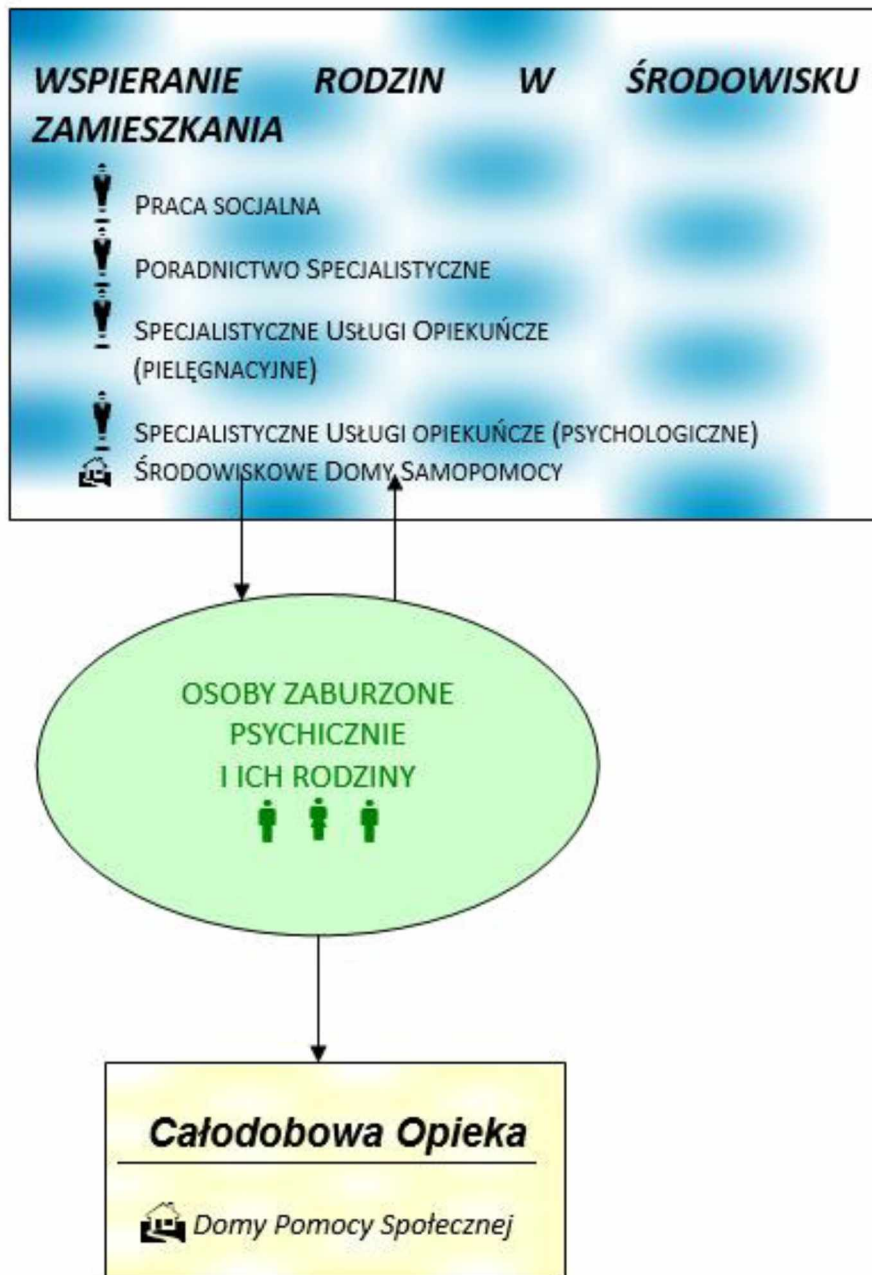 WSPIERANIE RODZIN W ŚRODOWISKU
ZAMIESZKANIA
PRACA SOCJALNA
PORADNICTWO SPECJALISTYCZNE
SPECJALISTYCZNE USŁUGI OPIEKUŃCZE
(PIELĘGNACYJNE)
SPECJALISTYCZNE USŁUGI OPIEKUŃCZE (PSYCHOLOGICZNE)
ŚRODOWISKOWE DOMY SAMOPOMOCY
OSOBY ZABURZONE
PSYCHICZNIE
I ICH RODZINY
Całodobowa Opieka
Domy Pomocy Społecznej